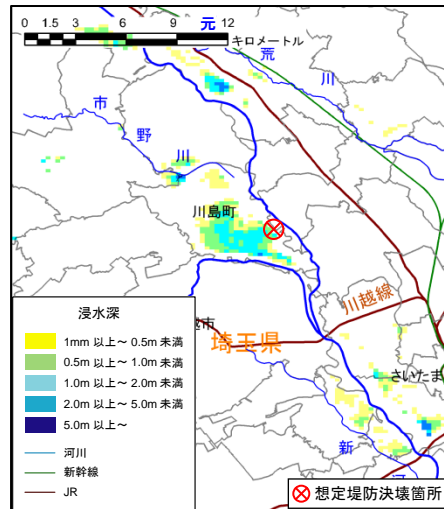 0 1.5 3 6 9 12
キロメートル
元
荒
川
市
野
川
川島町
川越線
越市
埼玉県
さいたま
新
河
浸水深
1mm 以上~ 0.5m 未満
0.5m 以上~ 1.0m 未満
1.0m 以上~ 2.0m 未満
2.0m 以上~ 5.0m 未満
5.0m 以上~
河川
新幹線
JR
想定堤防決壊箇所